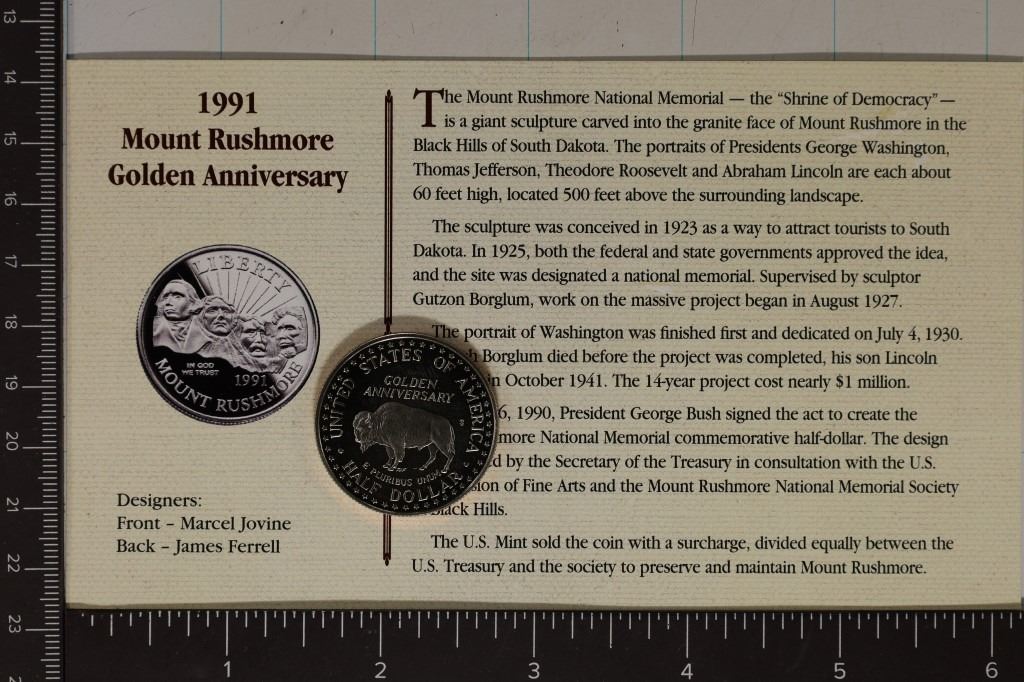 1991
Mount Rushmore
Golden Anniversary
LIBERTY
IN GOD
WE TRUST
1991
MOUNT RUSHMORE
Designers:
Front – Marcel Jovine
Back – James Ferrell
UNITED STATES OF AMERICA
GOLDEN
ANNIVERSARY
S
E PLURIBUS UNUM
HALF DOLLAR
The Mount Rushmore National Memorial — the “Shrine of Democracy”—
is a giant sculpture carved into the granite face of Mount Rushmore in the
Black Hills of South Dakota. The portraits of Presidents George Washington,
Thomas Jefferson, Theodore Roosevelt and Abraham Lincoln are each about
60 feet high, located 500 feet above the surrounding landscape.
The sculpture was conceived in 1923 as a way to attract tourists to South
Dakota. In 1925, both the federal and state governments approved the idea,
and the site was designated a national memorial. Supervised by sculptor
Gutzon Borglum, work on the massive project began in August 1927.
The portrait of Washington was finished first and dedicated on July 4, 1930.
Borglum died before the project was completed, his son Lincoln
in October 1941. The 14-year project cost nearly $1 million.
1990, President George Bush signed the act to create the
National Memorial commemorative half-dollar. The design
by the Secretary of the Treasury in consultation with the U.S.
of Fine Arts and the Mount Rushmore National Memorial Society
Black Hills.
The U.S. Mint sold the coin with a surcharge, divided equally between the
U.S. Treasury and the society to preserve and maintain Mount Rushmore.
13
14
15
16
17
18
19
20
21
22
23
1 2 3 4 5 6